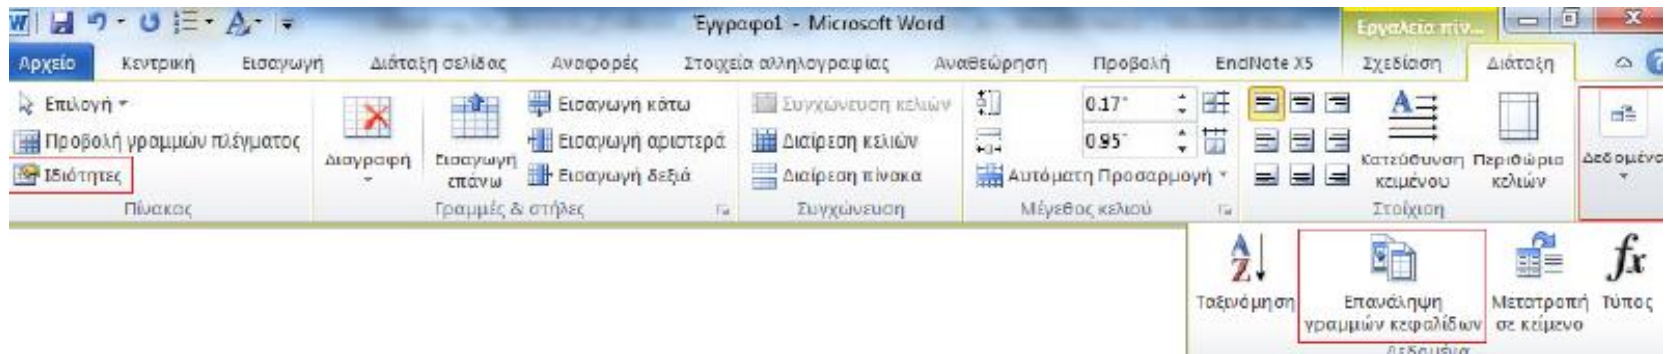 Έγγραφο1 - Microsoft Word
Εργαλεία πίν...
Αρχείο Κεντρική Εισαγωγή Διάταξη σελίδας Αναφορές Στοιχεία αλληλογραφίας Αναθεώρηση Προβολή EndNote X5 Σχεδίαση Διάταξη
Επιλογή
Προβολή γραμμών πλέγματος
Ιδιότητες
Πίνακας
Διαγραφή
Εισαγωγή
επάνω
Εισαγωγή κάτω
Εισαγωγή αριστερά
Εισαγωγή δεξιά
Γραμμές & στήλες
Συγχώνευση κελιών
Διαίρεση κελιών
Διαίρεση πίνακα
Συγχώνευση
0.17"
0.95"
Αυτόματη Προσαρμογή
Μέγεθος κελιού
Κατεύθυνση
κειμένου
Περιθώρια
κελιών
Στοίχιση
Δεδομένα
Ταξινόμηση
Επανάληψη
γραμμών κεφαλίδων
Μετατροπή
σε κείμενο
fx
Τύπος
Δεδομένα